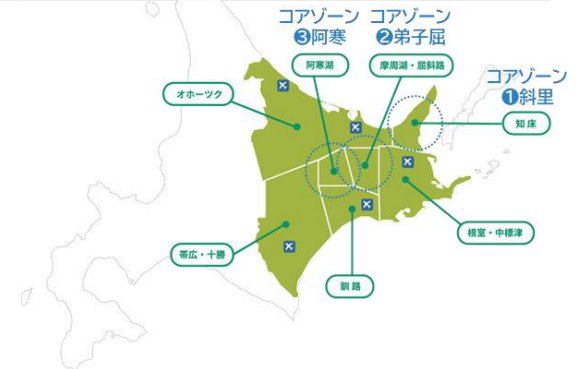 コアゾーン
❸阿寒
コアゾーン
❷弟子屈
コアゾーン
❶斜里
阿寒湖
摩周湖・屈斜路
オホーツク
知床
根室・中標津
帯広・十勝
釧路